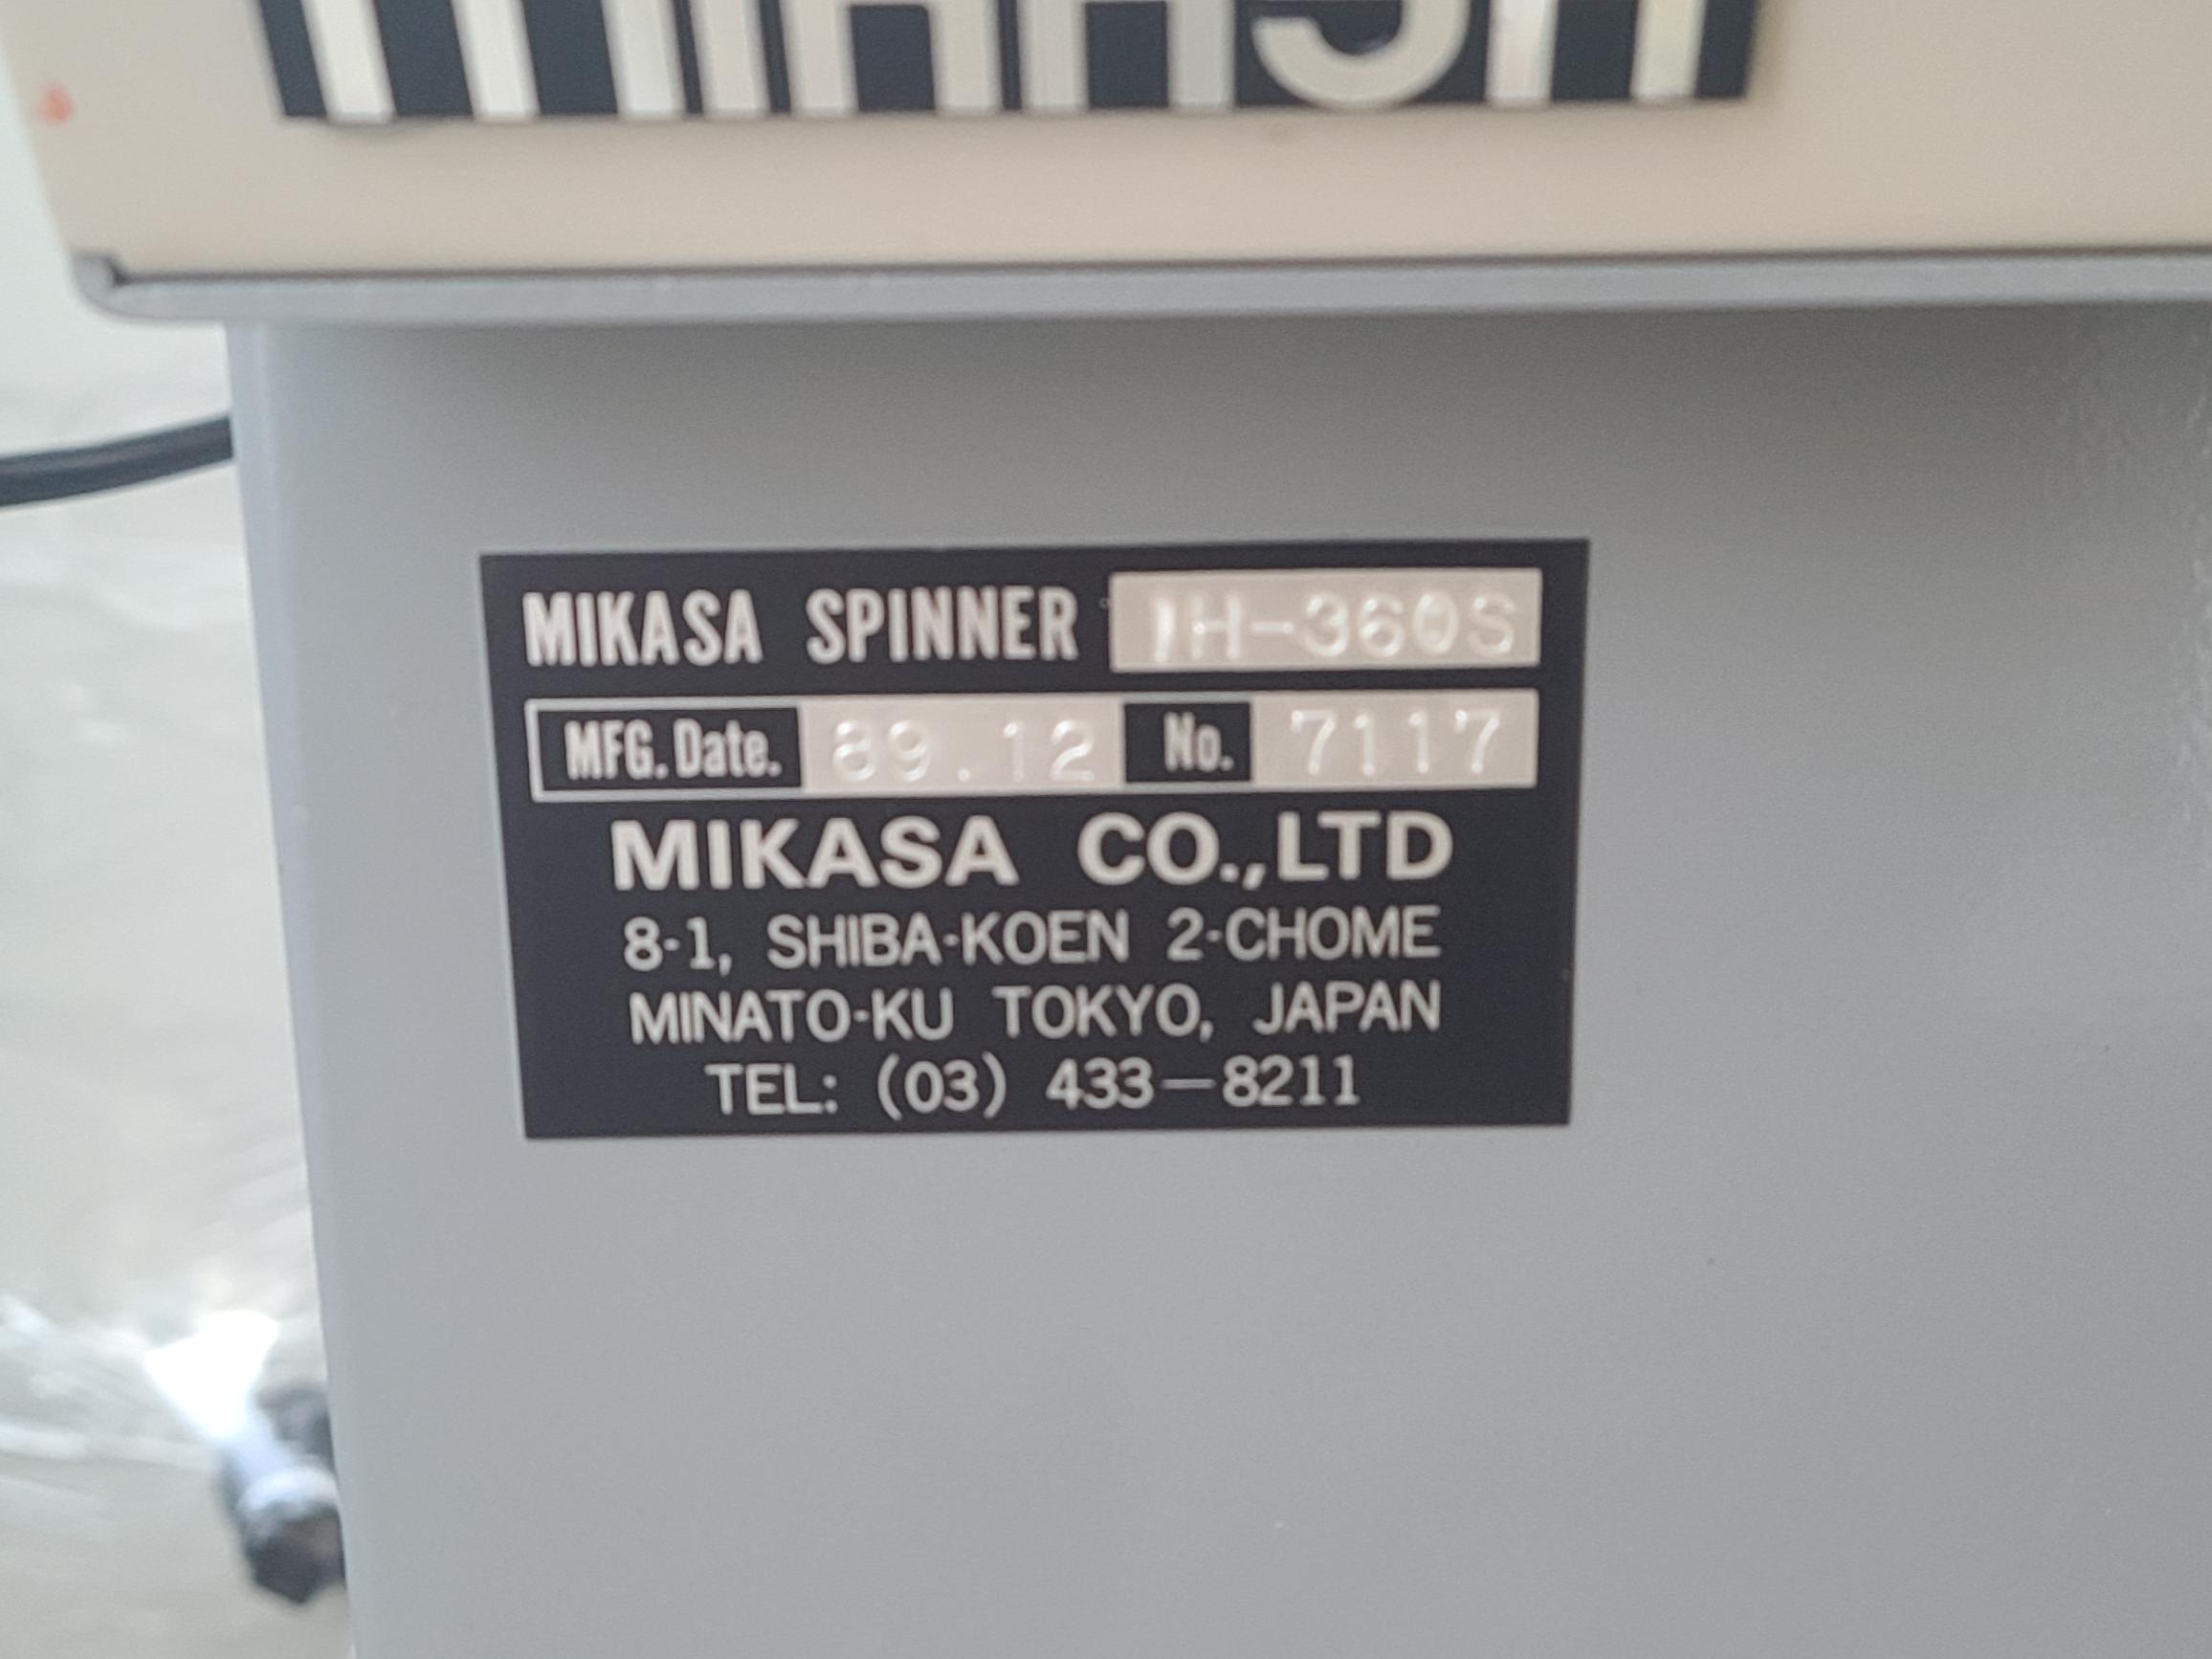 MIKASA
MIKASA SPINNER 1H-360S
MFG. Date. 89.12 No. 7117
MIKASA CO.,LTD
8-1, SHIBA-KOEN 2-CHOME
MINATO-KU TOKYO, JAPAN
TEL: (03) 433-8211